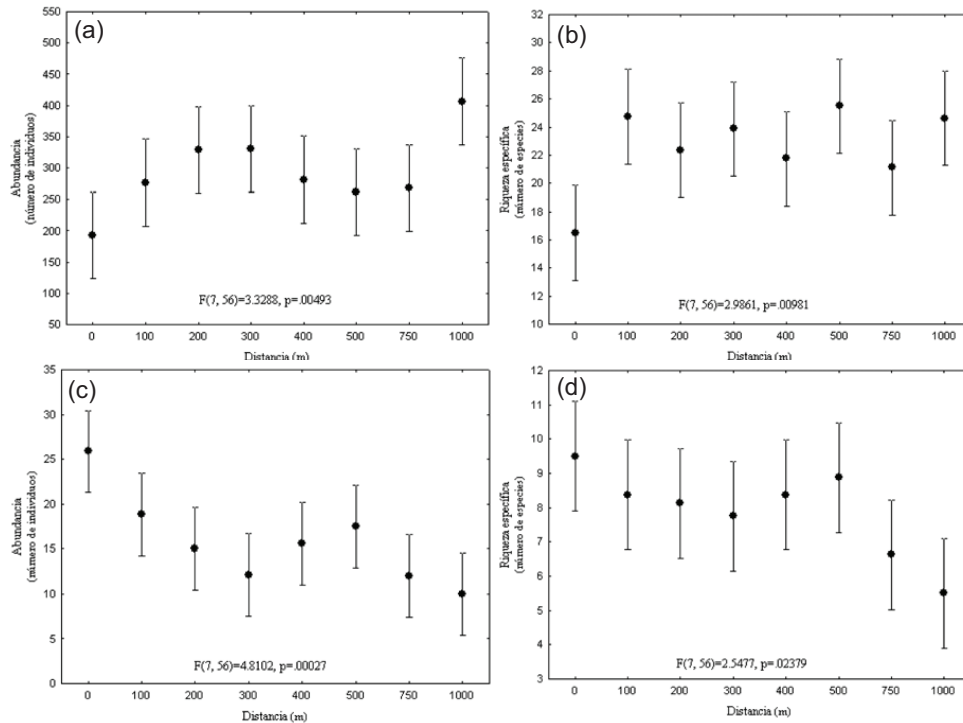 (a)
550
500
450
400
350
300
250
200
150
100
50
Abundancia
(número de individuos)
F(7, 56)=3.3288, p=.00493
0 100 200 300 400 500 750 1000
Distancia (m)
(b)
32
30
28
26
24
22
20
18
16
14
12
10
Riqueza específica
(número de especies)
F(7, 56)=2.9861, p=.00981
0 100 200 300 400 500 750 1000
Distancia (m)
(c)
35
30
25
20
15
10
5
0
Abundancia
(número de individuos)
F(7, 56)=4.8102, p=.00027
0 100 200 300 400 500 750 1000
Distancia (m)
(d)
12
11
10
9
8
7
6
5
4
3
Riqueza específica
(número de especies)
F(7, 56)=2.5477, p=.02379
0 100 200 300 400 500 750 1000
Distancia (m)